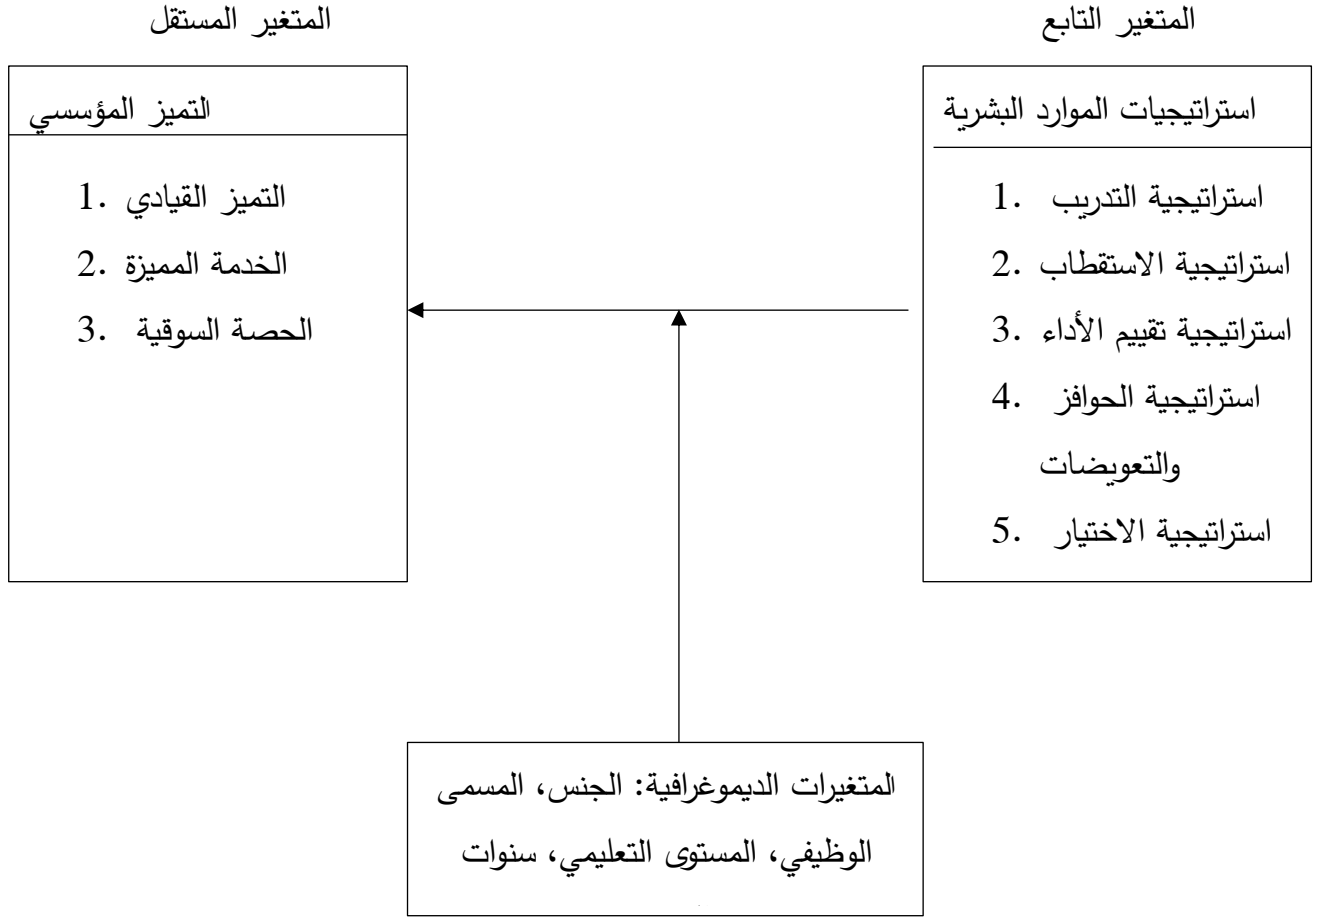 المتغير التابع
المتغير المستقل
استراتيجيات الموارد البشرية
1. استراتيجية التدريب
2. استراتيجية الاستقطاب
3. استراتيجية تقييم الأداء
4. استراتيجية الحوافز
والتعويضات
5. استراتيجية الاختيار
التميز المؤسسي
1. التميز القيادي
2. الخدمة المميزة
3. الحصة السوقية
المتغيرات الديموغرافية: الجنس، المسمى
الوظيفي، المستوى التعليمي، سنوات